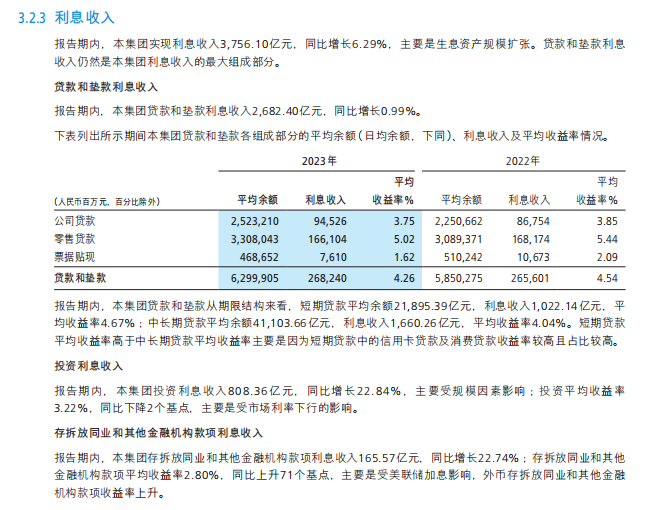 3.2.3 利息收入
报告期内，本集团实现利息收入3,756.10亿元，同比增长6.29%，主要是生息资产规模扩张。贷款和垫款利息
收入仍然是本集团利息收入的最大组成部分。
贷款和垫款利息收入
报告期内，本集团贷款和垫款利息收入2,682.40亿元，同比增长0.99%。
下表列出所示期间本集团贷款和垫款各组成部分的平均余额（日均余额，下同）、利息收入及平均收益率情况。
2023年 2022年
平均 平均
（人民币百万元，百分比除外） 平均余额 利息收入 收益率% 平均余额 利息收入 收益率%
公司贷款 2,523,210 94,526 3.75 2,250,662 86,754 3.85
零售贷款 3,308,043 166,104 5.02 3,089,371 168,174 5.44
票据贴现 468,652 7,610 1.62 510,242 10,673 2.09
贷款和垫款 6,299,905 268,240 4.26 5,850,275 265,601 4.54
报告期内，本集团贷款和垫款从期限结构来看，短期贷款平均余额21,895.39亿元，利息收入1,022.14亿元，平
均收益率4.67%；中长期贷款平均余额41,103.66亿元，利息收入1,660.26亿元，平均收益率4.04%。短期贷款
平均收益率高于中长期贷款平均收益率主要是因为短期贷款中的信用卡贷款及消费贷款收益率较高且占比较高。
投资利息收入
报告期内，本集团投资利息收入808.36亿元，同比增长22.84%，主要受规模因素影响；投资平均收益率
3.22%，同比下降2个基点，主要是受市场利率下行的影响。
存拆放同业和其他金融机构款项利息收入
报告期内，本集团存拆放同业和其他金融机构款项利息收入165.57亿元，同比增长22.74%；存拆放同业和其他
金融机构款项平均收益率2.80%，同比上升71个基点，主要是受美联储加息影响，外币存拆放同业和其他金融
机构款项收益率上升。